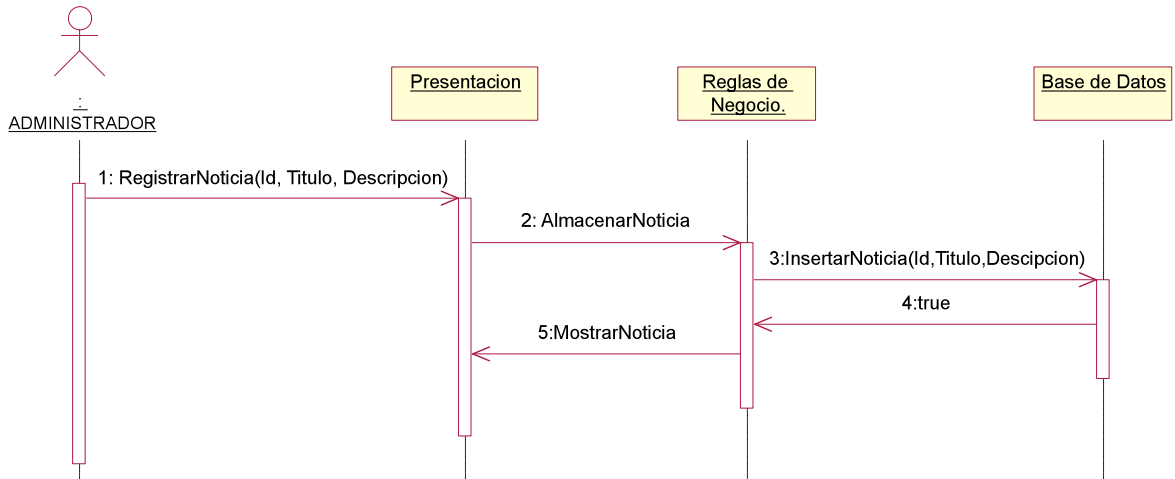 Presentacion
Reglas de
Negocio.
Base de Datos
:
ADMINISTRADOR
1: RegistrarNoticia(Id, Titulo, Descripcion)
2: AlmacenarNoticia
3:InsertarNoticia(Id,Titulo,Descipcion)
4:true
5:MostrarNoticia